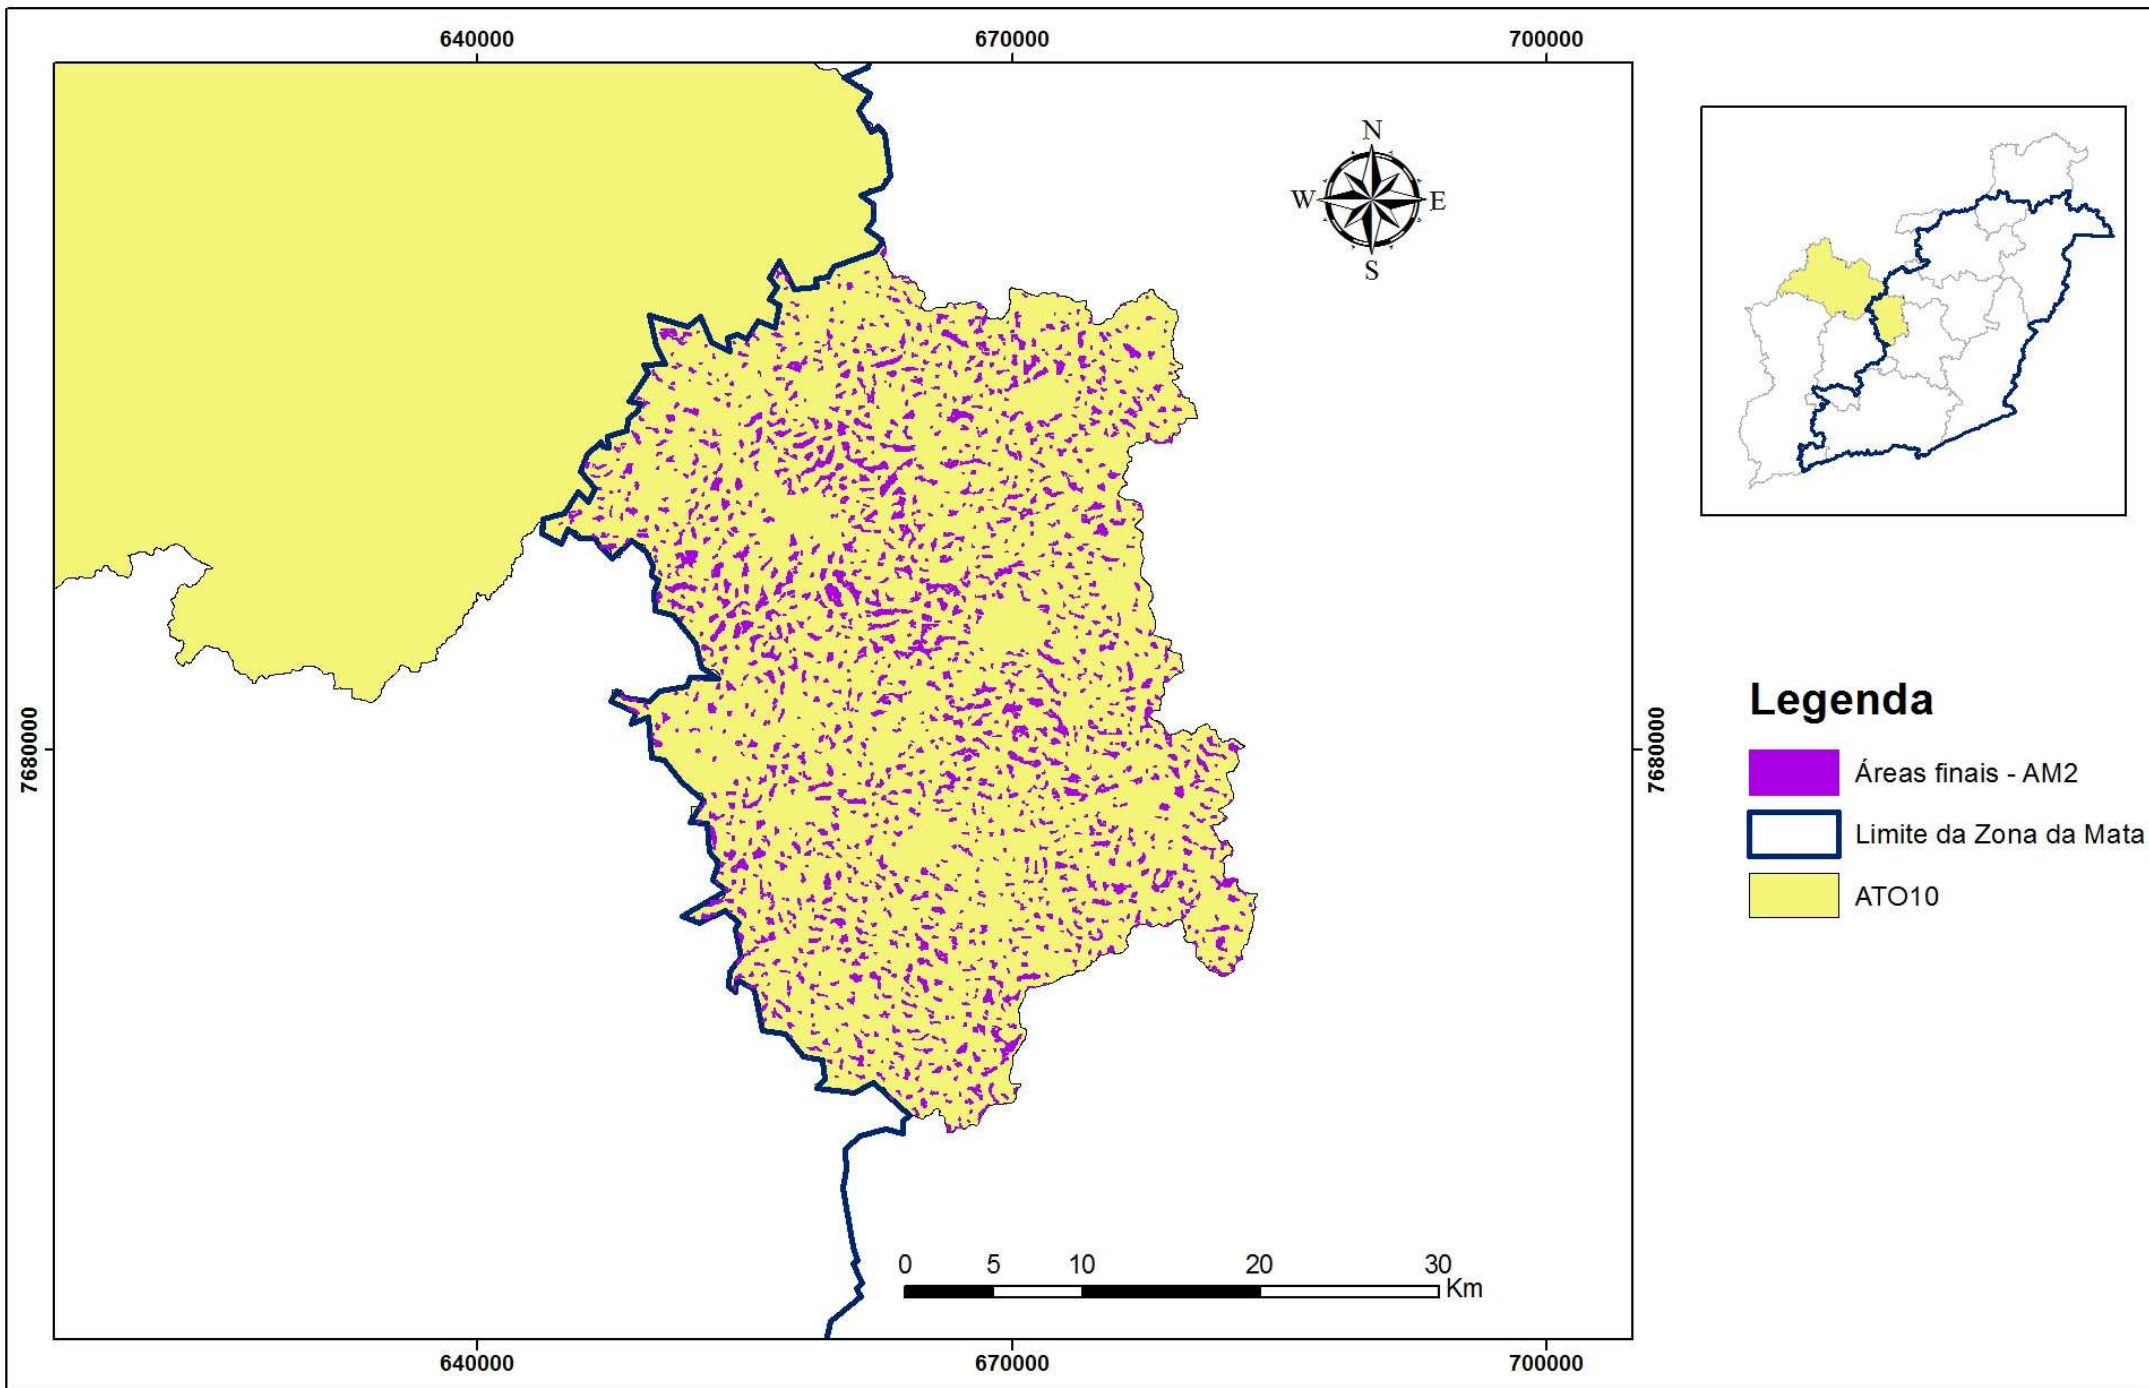 640000 670000 700000
N
W E
S
7680000 7680000
Legenda
Áreas finais - AM2
Limite da Zona da Mata
ATO10
0 5 10 20 30
Km
640000 670000 700000